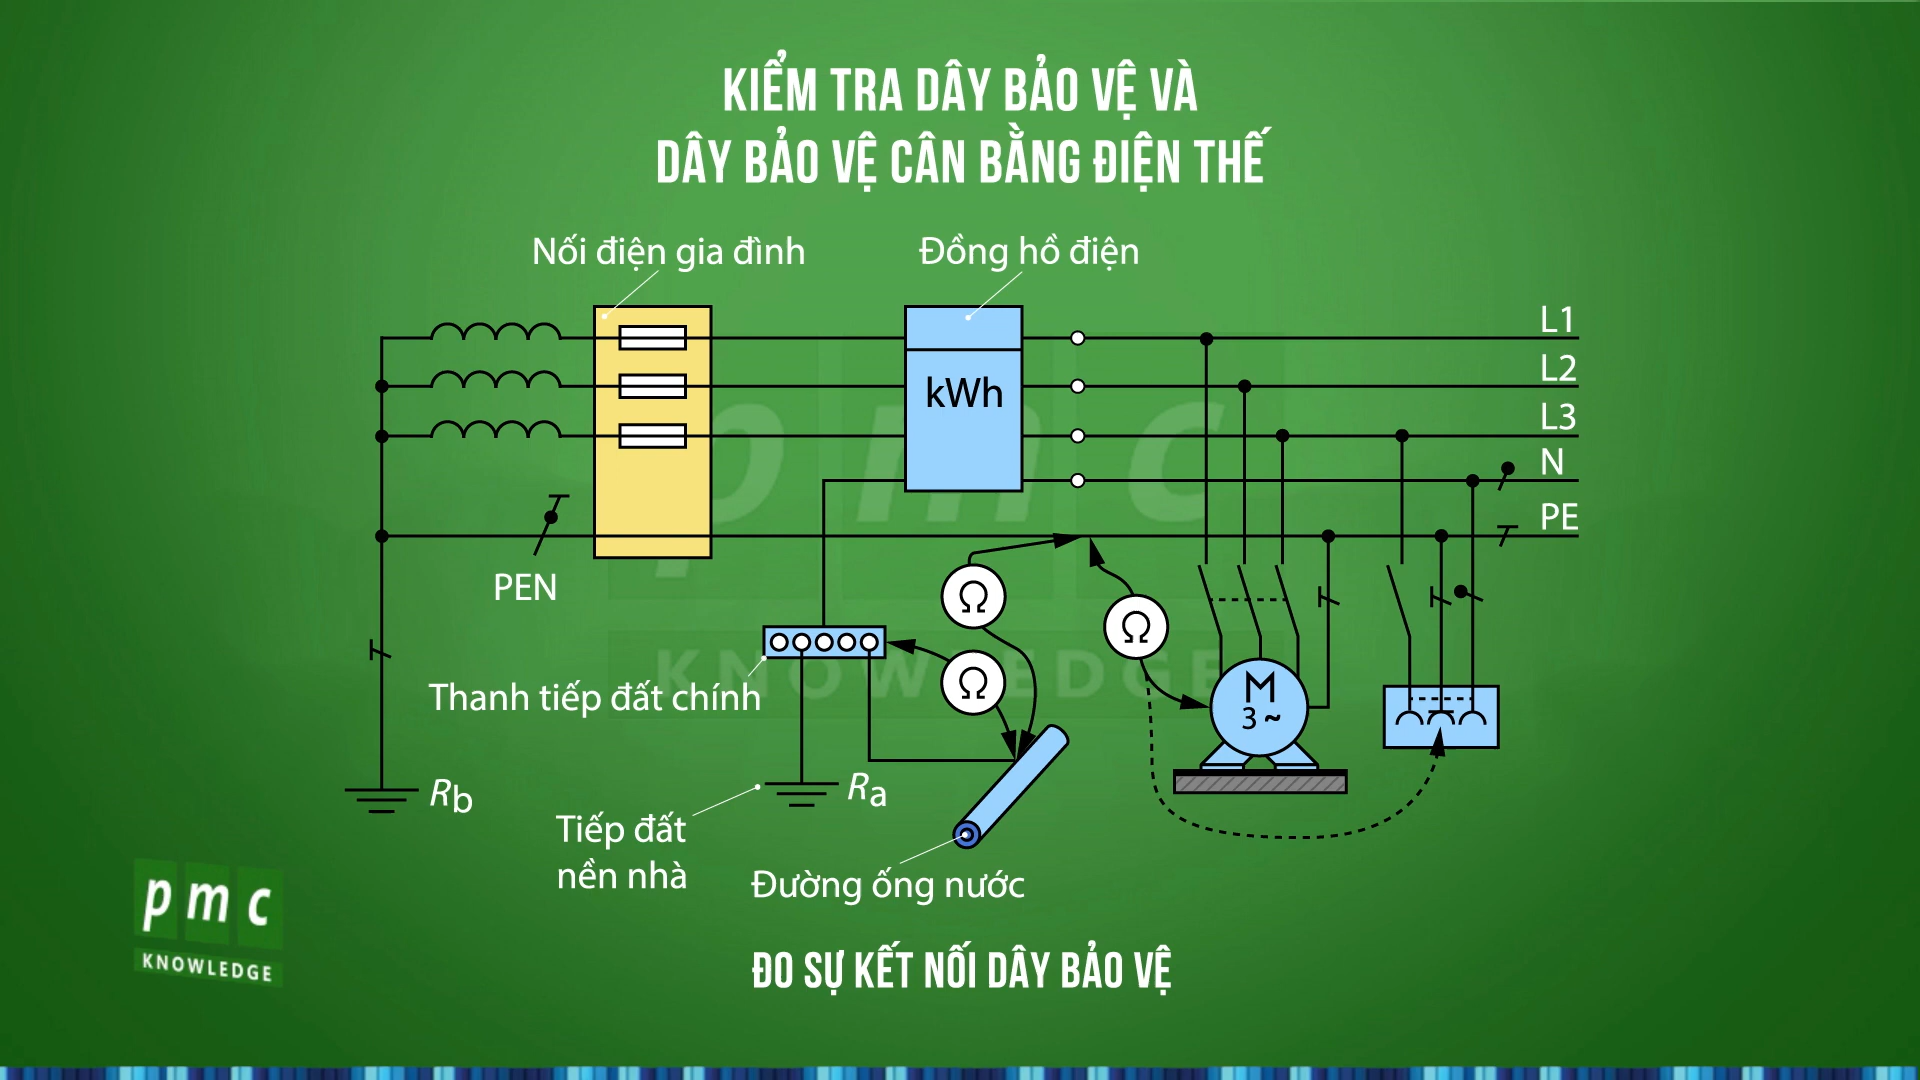 KIỂM TRA DÂY BẢO VỆ VÀ
DÂY BẢO VỆ CÂN BẰNG ĐIỆN THẾ
Nối điện gia đình
Đồng hồ điện
L1
L2
kWh
L3
N
PE
PEN
Ω
Ω
Ω
Thanh tiếp đất chính
M
3 ~
Rb
Ra
Tiếp đất
nền nhà
Đường ống nước
pmc
KNOWLEDGE
pmc
KNOWLEDGE
ĐO SỰ KẾT NỐI DÂY BẢO VỆ